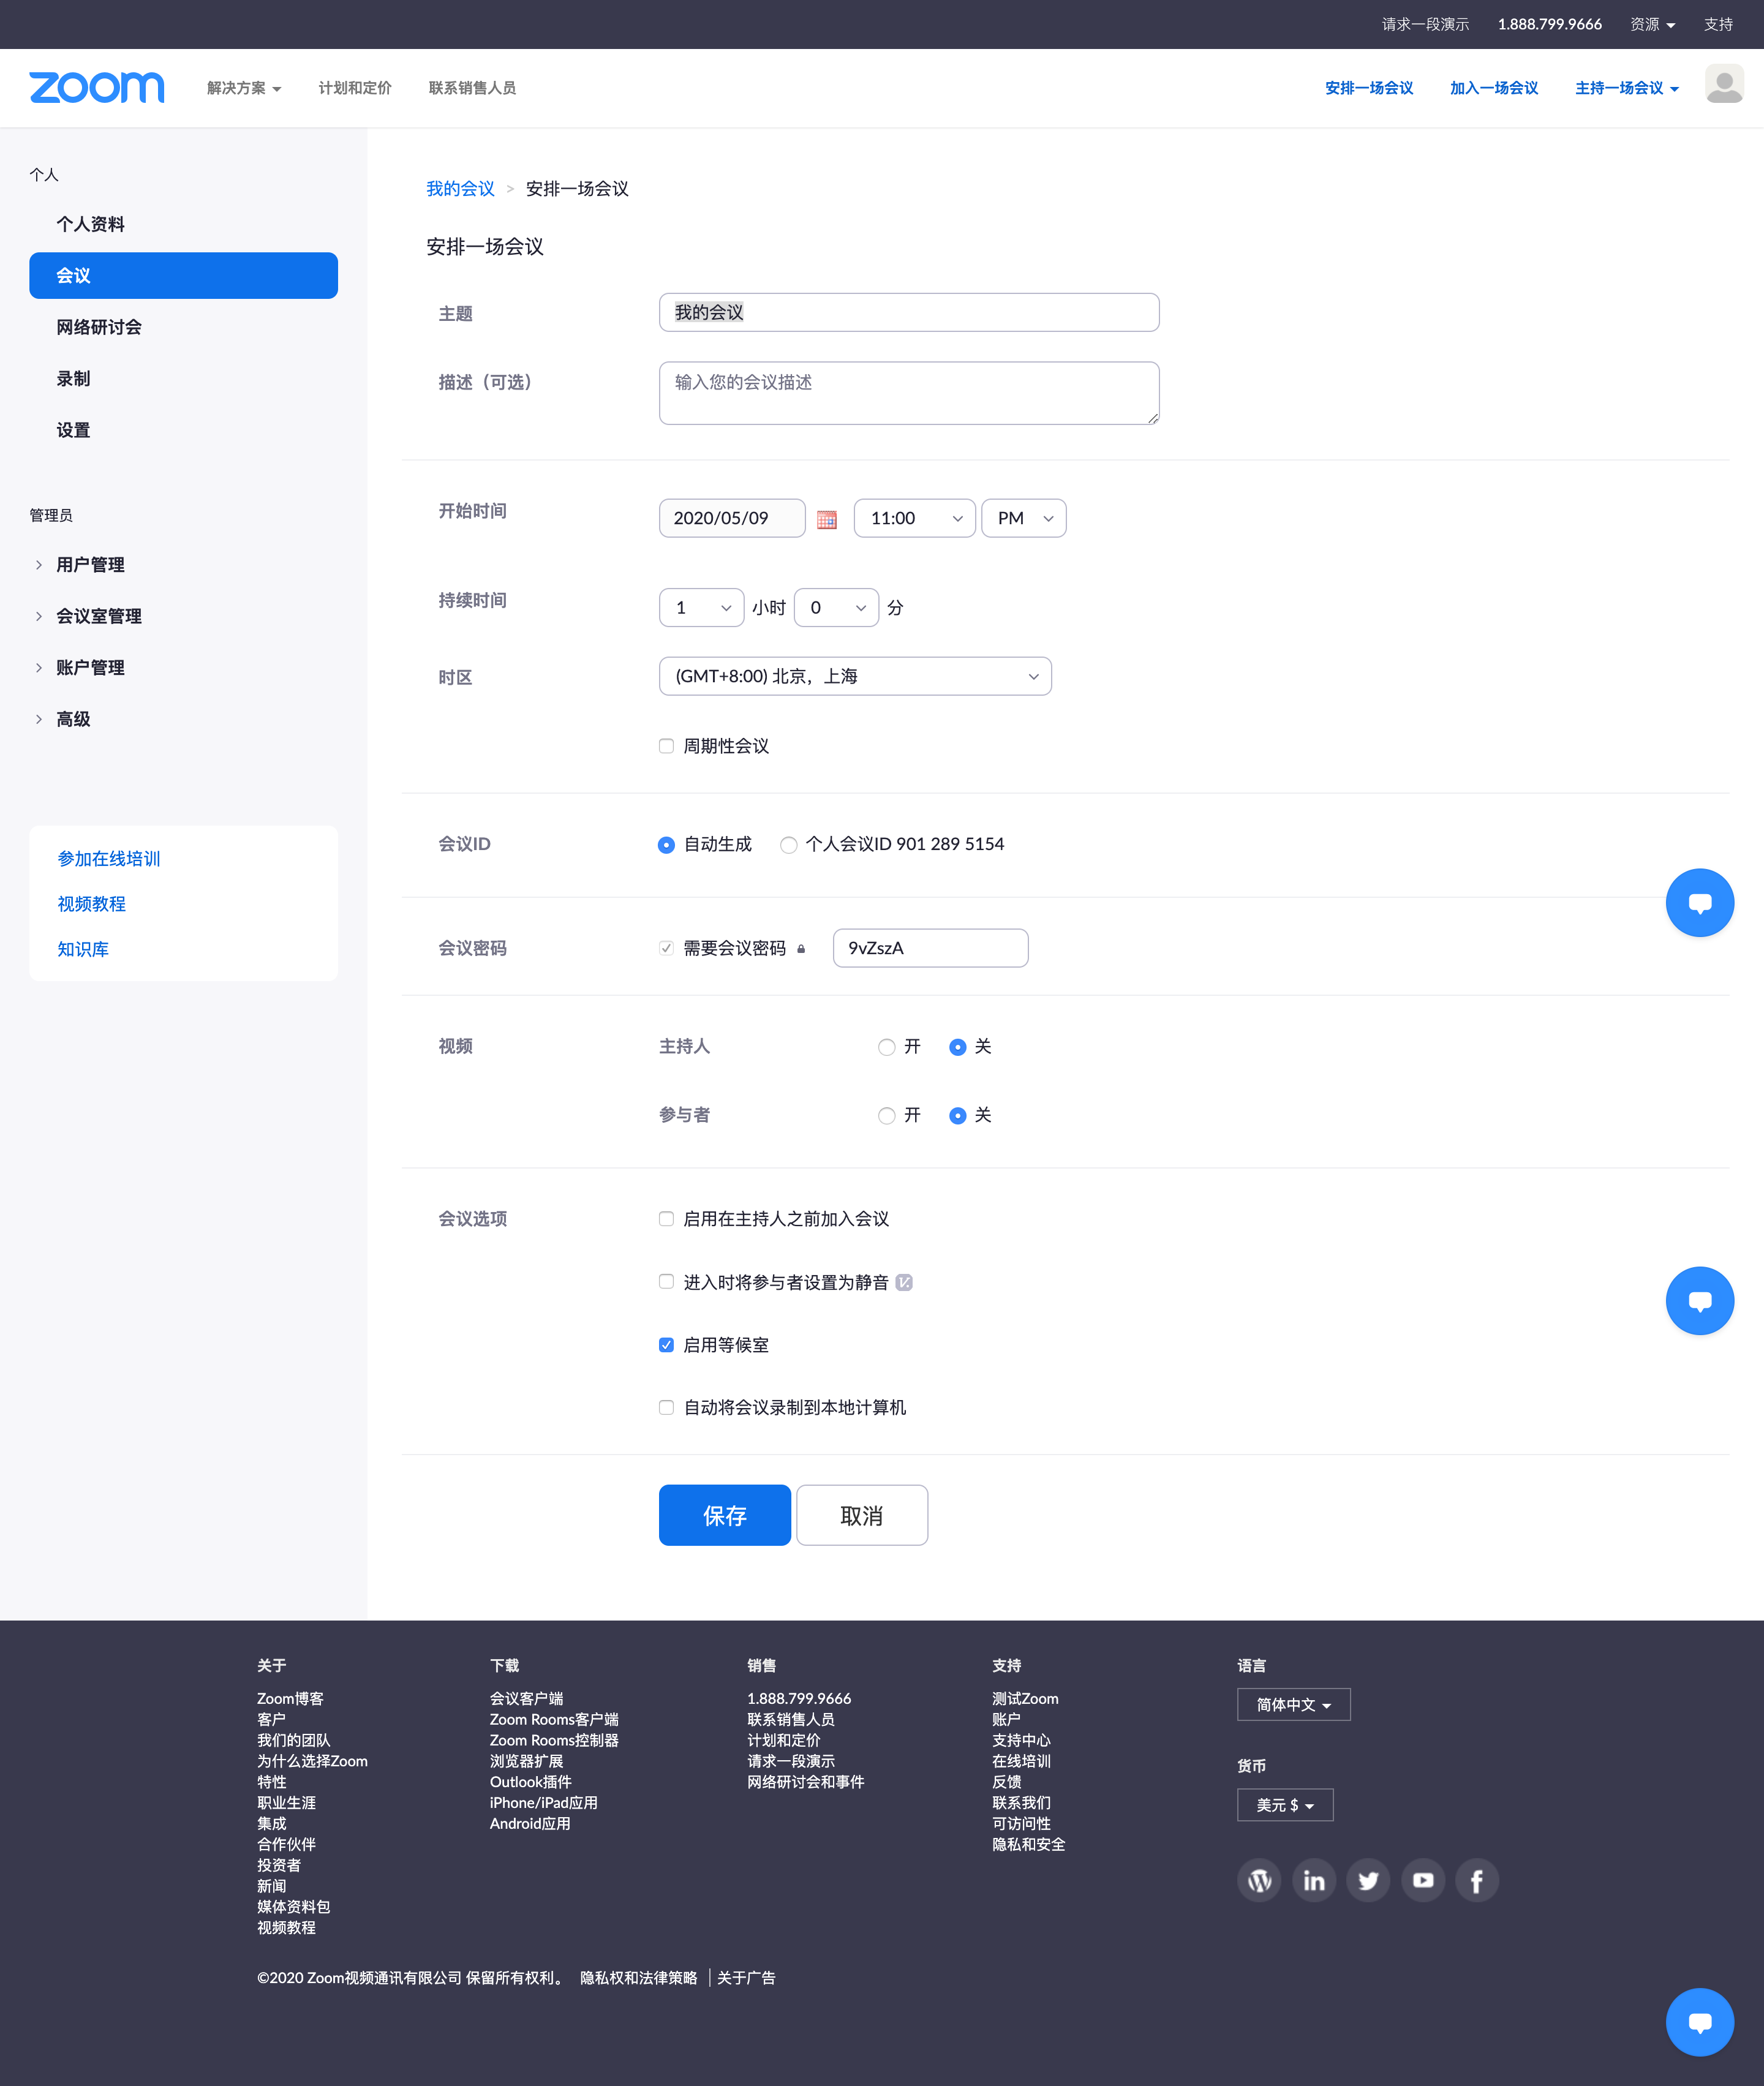 请求一段演示 1.888.799.9666 资源 支持
zoom 解决方案 计划和定价 联系销售人员 安排一场会议 加入一场会议 主持一场会议
个人
个人资料
会议
网络研讨会
录制
设置
管理员
用户管理
会议室管理
账户管理
高级
参加在线培训
视频教程
知识库
我的会议 > 安排一场会议
安排一场会议
主题 我的会议
描述（可选） 输入您的会议描述
开始时间 2020/05/09 11:00 PM
持续时间 1 小时 0 分
时区 (GMT+8:00) 北京，上海
周期性会议
会议ID 自动生成 个人会议ID 901 289 5154
会议密码 需要会议密码 9vZszA
视频 主持人 开 关
参与者 开 关
会议选项 启用在主持人之前加入会议
进入时将参与者设置为静音
启用等候室
自动将会议录制到本地计算机
保存 取消
关于
Zoom博客
客户
我们的团队
为什么选择Zoom
特性
职业生涯
集成
合作伙伴
投资者
新闻
媒体资料包
视频教程
下载
会议客户端
Zoom Rooms客户端
Zoom Rooms控制器
浏览器扩展
Outlook插件
iPhone/iPad应用
Android应用
销售
1.888.799.9666
联系销售人员
计划和定价
请求一段演示
网络研讨会和事件
支持
测试Zoom
账户
支持中心
在线培训
反馈
联系我们
可访问性
隐私和安全
语言
简体中文
货币
美元 $
©2020 Zoom视频通讯有限公司 保留所有权利。 隐私权和法律策略 | 关于广告